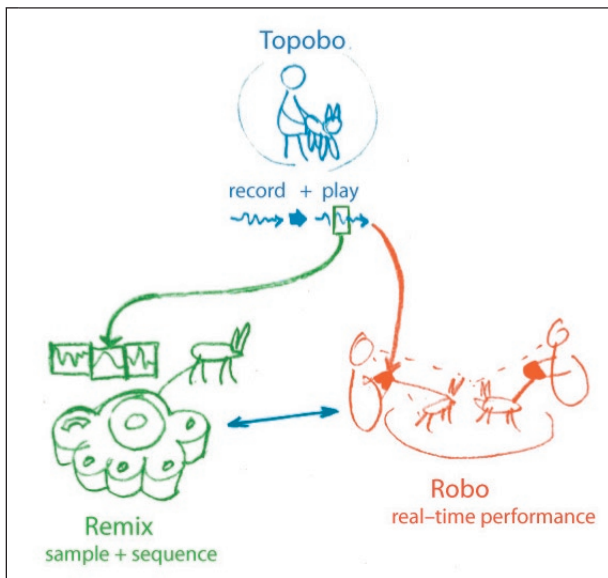 Topobo
record + play
Remix
sample + sequence
Robo
real-time performance